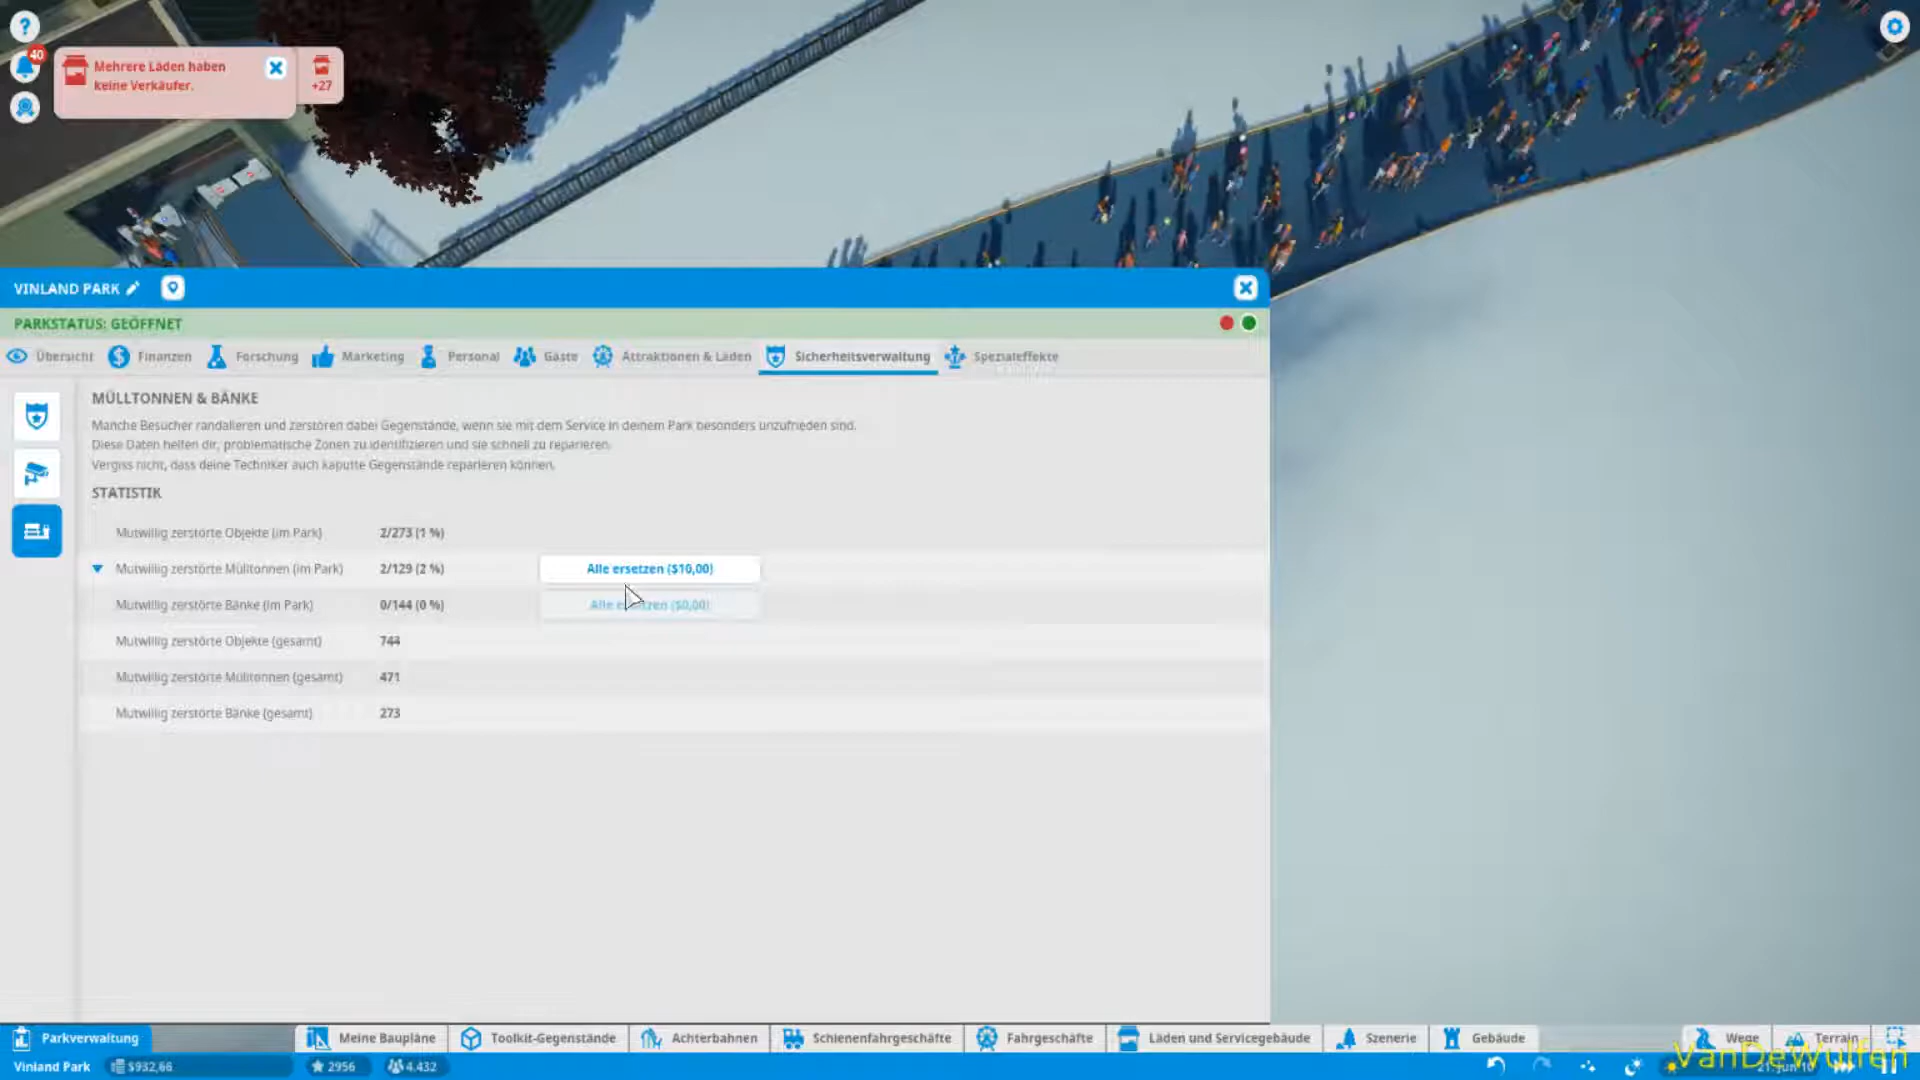 ?
40
Mehrere Läden haben
keine Verkäufer.
+27
VINLAND PARK
PARKSTATUS: GEÖFFNET
Übersicht
Finanzen
Forschung
Marketing
Personal
Gäste
Attraktionen & Läden
Sicherheitsverwaltung
Spezialeffekte
MÜLLTONNEN & BÄNKE
Manche Besucher randalieren und zerstören dabei Gegenstände, wenn sie mit dem Service in deinem Park besonders unzufrieden sind.
Diese Daten helfen dir, problematische Zonen zu identifizieren und sie schnell zu reparieren.
Vergiss nicht, dass deine Techniker auch kaputte Gegenstände reparieren können.
STATISTIK
Mutwillig zerstörte Objekte (im Park) 2/273 (1 %)
Mutwillig zerstörte Mülltonnen (im Park) 2/129 (2 %) Alle ersetzen ($10,00)
Mutwillig zerstörte Bänke (im Park) 0/144 (0 %) Alle ersetzen ($0,00)
Mutwillig zerstörte Objekte (gesamt) 744
Mutwillig zerstörte Mülltonnen (gesamt) 471
Mutwillig zerstörte Bänke (gesamt) 273
Parkverwaltung
Meine Baupläne
Toolkit-Gegenstände
Achterbahnen
Schienenfahrgeschäfte
Fahrgeschäfte
Läden und Servicegebäude
Szenerie
Gebäude
Wege
Terrain
Vinland Park
$932,66
2956
4.432
VanDeWulfen